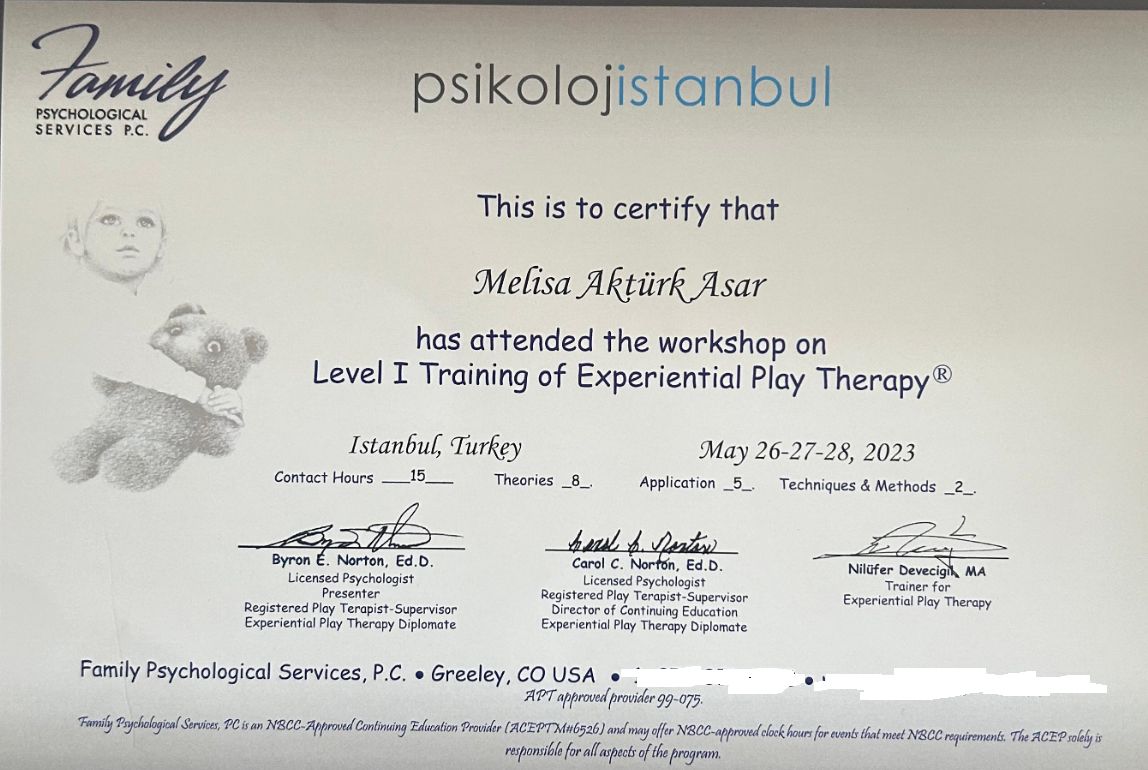 Family
PSYCHOLOGICAL
SERVICES P.C.
psikolojistanbul
This is to certify that
Melisa Aktürk Asar
has attended the workshop on
Level I Training of Experiential Play Therapy®
Istanbul, Turkey May 26-27-28, 2023
Contact Hours ___15___ Theories _8_. Application _5_. Techniques & Methods _2_.
Byron E. Norton, Ed.D.
Licensed Psychologist
Presenter
Registered Play Terapist-Supervisor
Experiential Play Therapy Diplomate
Carol C. Norton
Carol C. Norton, Ed.D.
Licensed Psychologist
Registered Play Terapist-Supervisor
Director of Continuing Education
Experiential Play Therapy Diplomate
Nilüfer Devecigil, MA
Trainer for
Experiential Play Therapy
Family Psychological Services, P.C. • Greeley, CO USA • •
APT approved provider 99-075.
Family Psychological Services, PC is an NBCC-Approved Continuing Education Provider (ACEPTM#6526) and may offer NBCC-approved clock hours for events that meet NBCC requirements. The ACEP solely is
responsible for all aspects of the program.